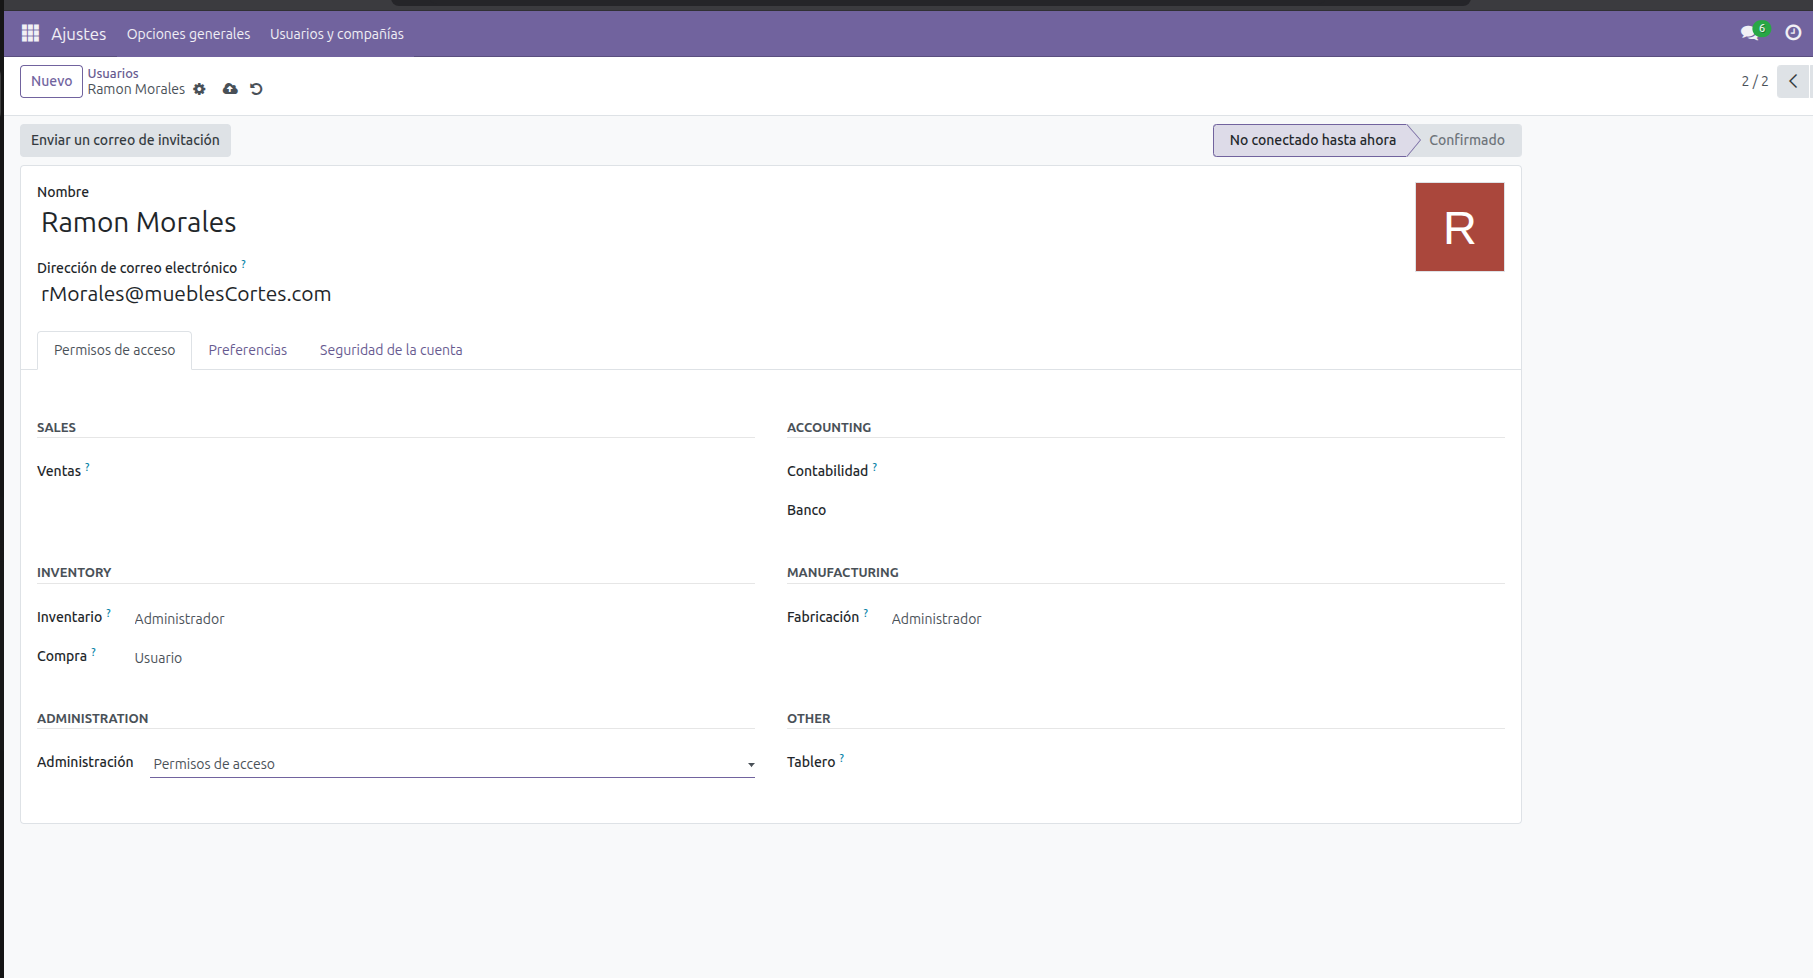 Ajustes Opciones generales Usuarios y compañías 6
Nuevo Usuarios
Ramon Morales 2 / 2
Enviar un correo de invitación No conectado hasta ahora Confirmado
Nombre
Ramon Morales R
Dirección de correo electrónico ?
rMorales@mueblesCortes.com
Permisos de acceso Preferencias Seguridad de la cuenta
SALES ACCOUNTING
Ventas ? Contabilidad ?
Banco
INVENTORY MANUFACTURING
Inventario ? Administrador Fabricación ? Administrador
Compra ? Usuario
ADMINISTRATION OTHER
Administración Permisos de acceso Tablero ?